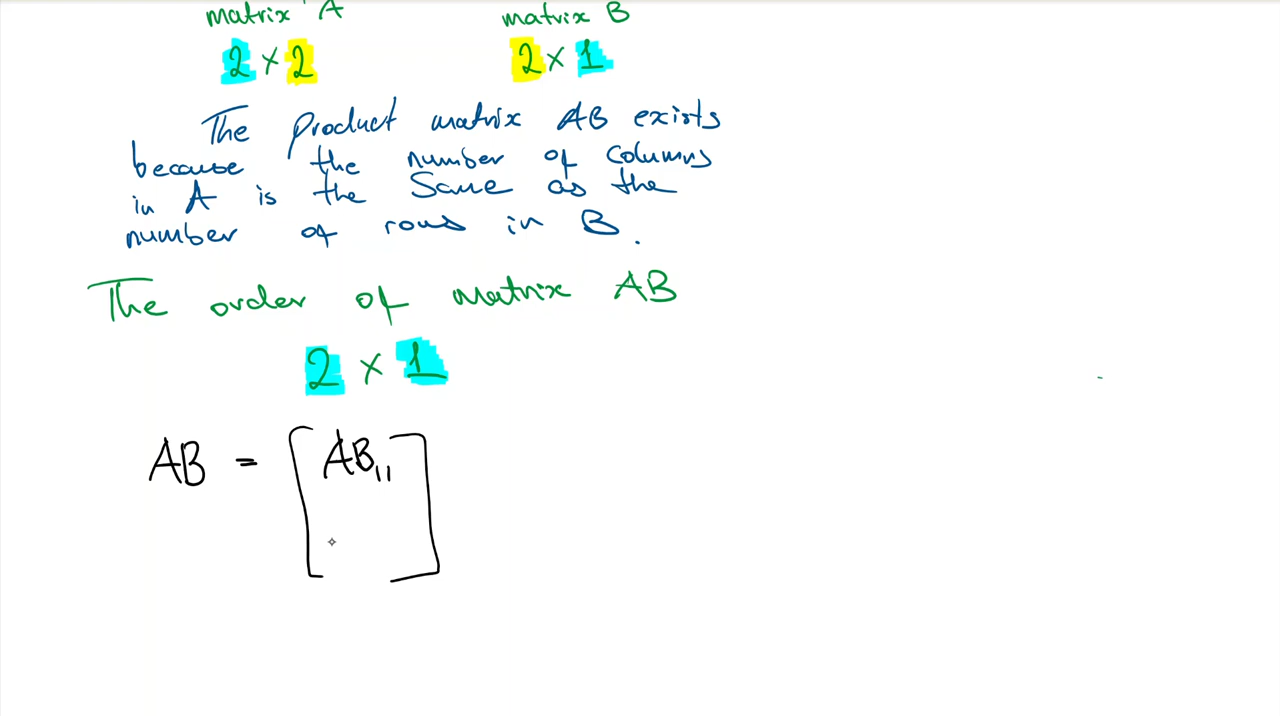 matrix A matrix B
2 × 2 2 × 1
The product matrix AB exists
because the number of columns
in A is the same as the
number of rows in B.
The order of matrix AB
2 × 1
AB = [AB₁₁]